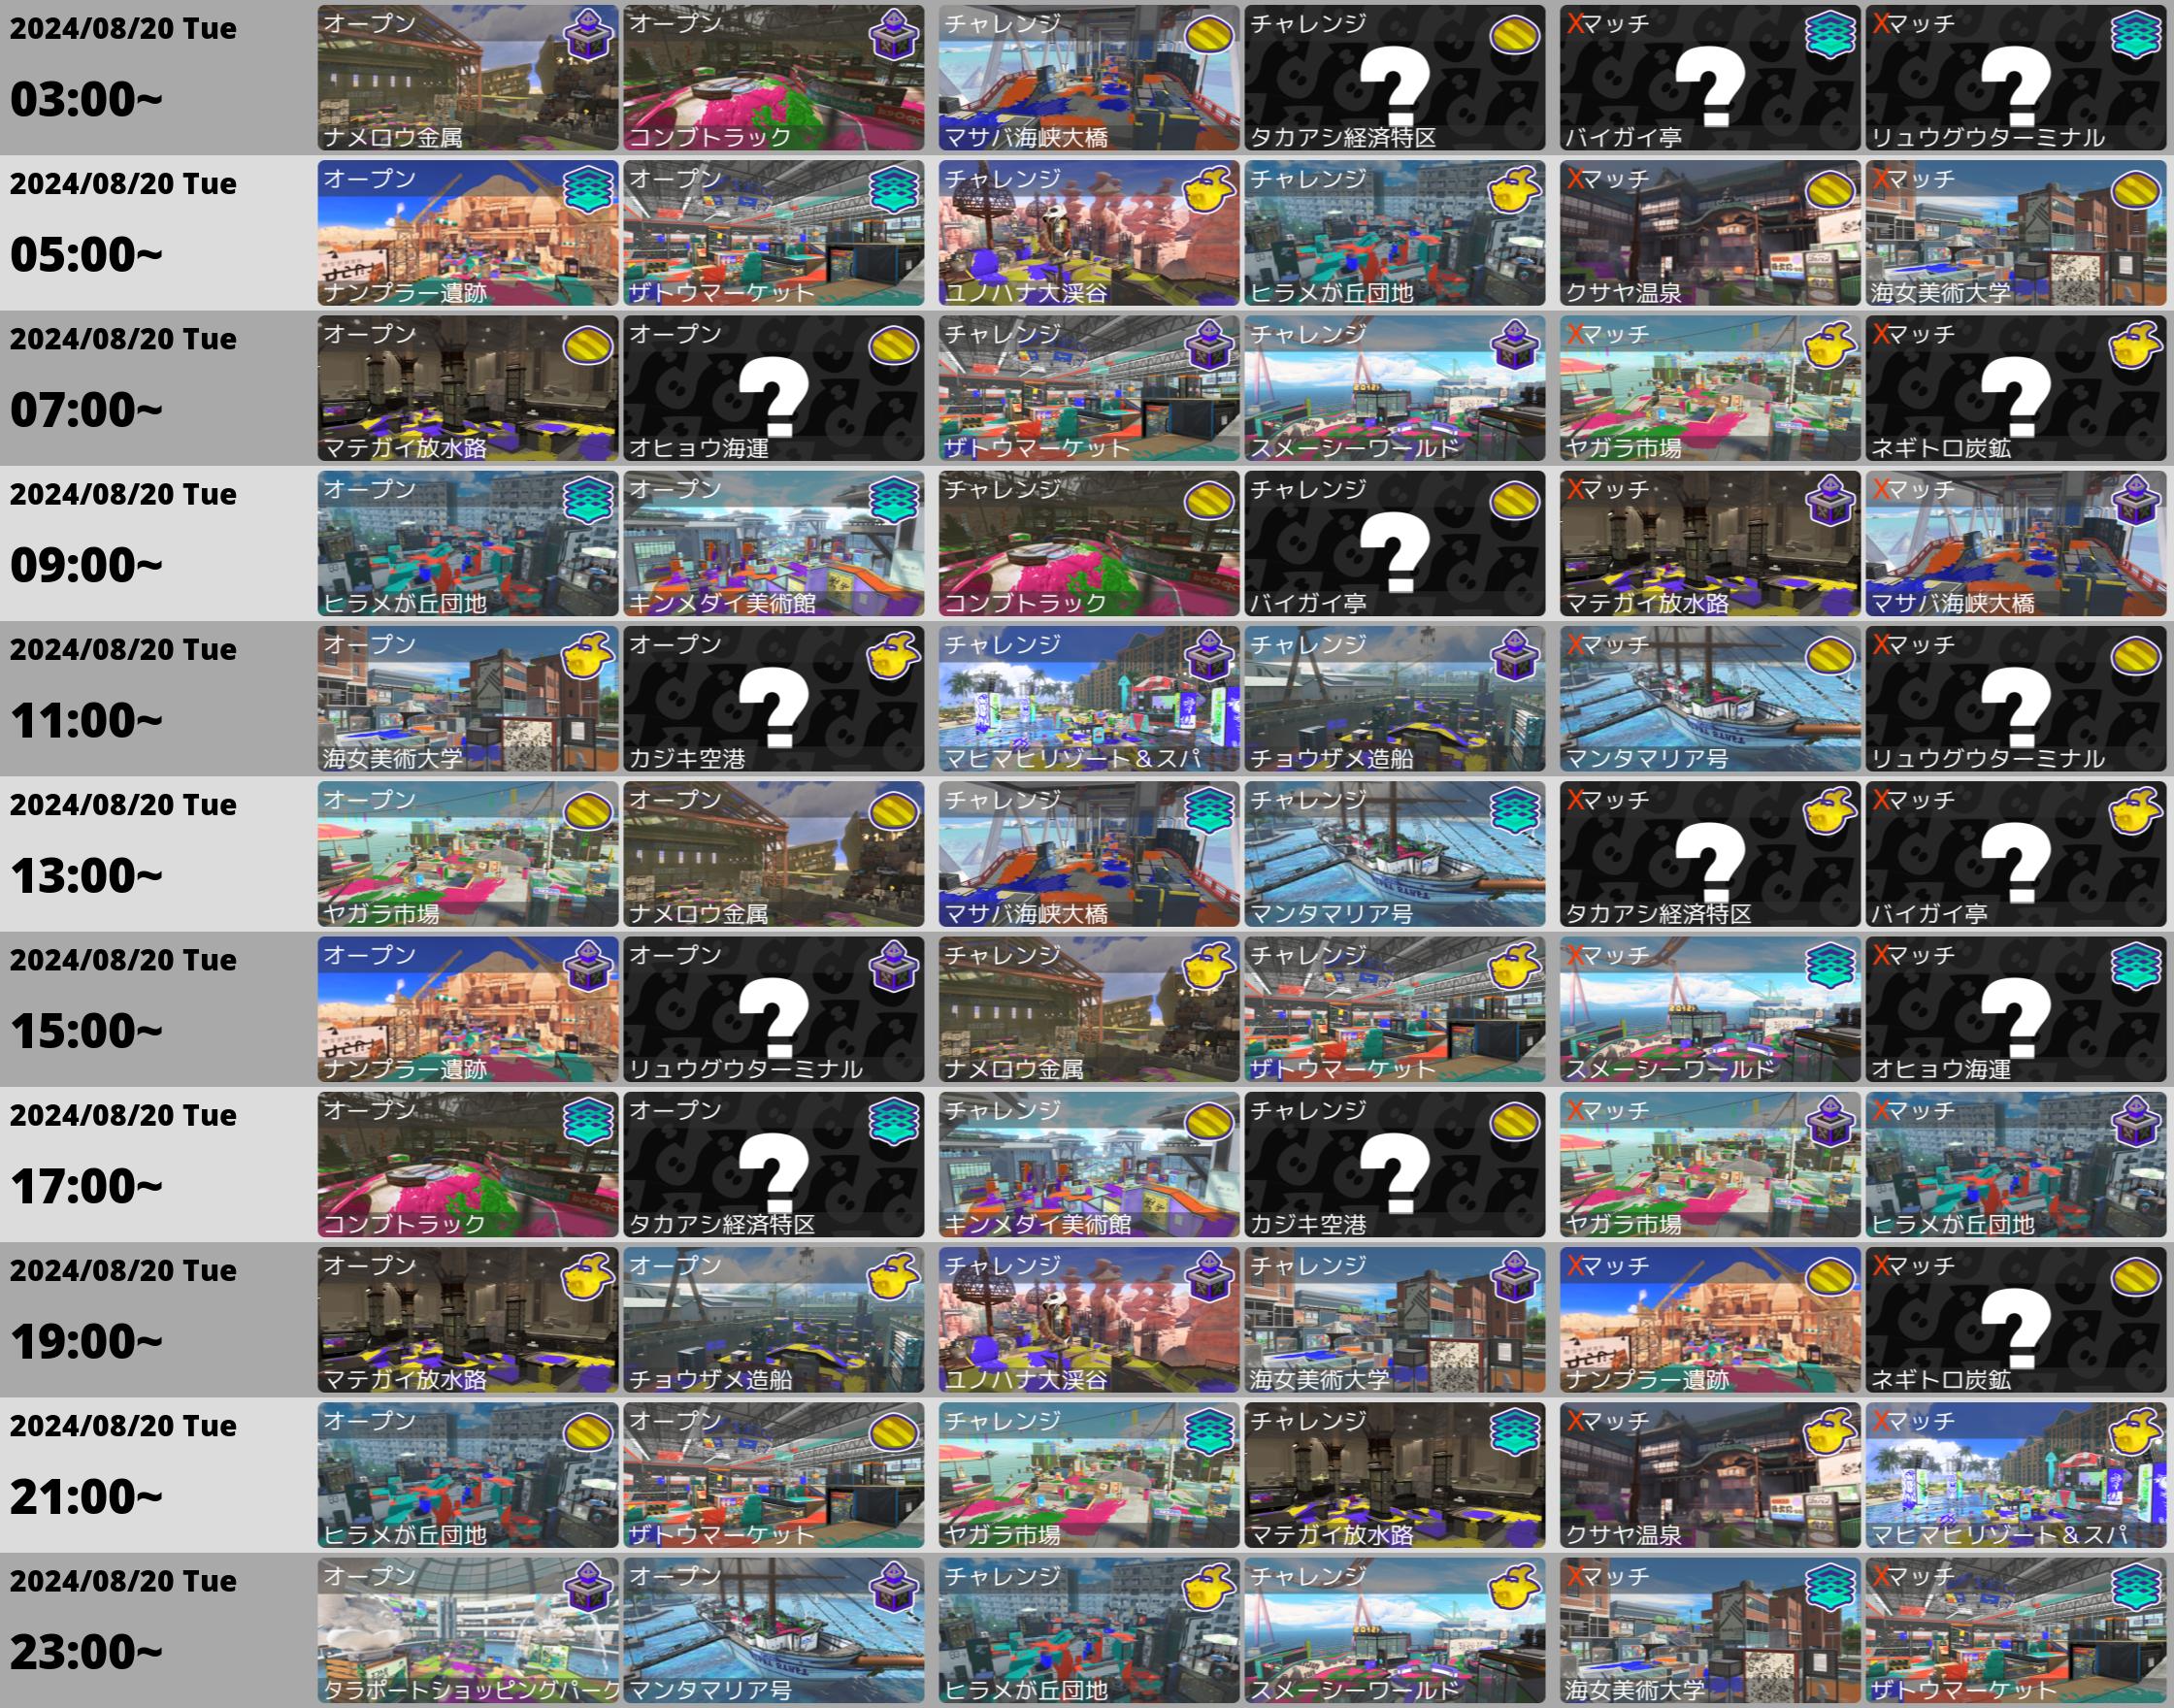 2024/08/20 Tue
03:00~
オープン
ナメロウ金属
オープン
コンブトラック
チャレンジ
マサバ海峡大橋
チャレンジ
タカアシ経済特区
Xマッチ
バイガイ亭
Xマッチ
リュウグウターミナル
2024/08/20 Tue
05:00~
オープン
ナンプラー遺跡
オープン
ザトウマーケット
チャレンジ
ユノハナ大渓谷
チャレンジ
ヒラメが丘団地
Xマッチ
クサヤ温泉
Xマッチ
海女美術大学
2024/08/20 Tue
07:00~
オープン
マテガイ放水路
オープン
オヒョウ海運
チャレンジ
ザトウマーケット
チャレンジ
スメーシーワールド
Xマッチ
ヤガラ市場
Xマッチ
ネギトロ炭鉱
2024/08/20 Tue
09:00~
オープン
ヒラメが丘団地
オープン
キンメダイ美術館
チャレンジ
コンブトラック
チャレンジ
バイガイ亭
Xマッチ
マテガイ放水路
Xマッチ
マサバ海峡大橋
2024/08/20 Tue
11:00~
オープン
海女美術大学
オープン
カジキ空港
チャレンジ
マヒマヒリゾート＆スパ
チャレンジ
チョウザメ造船
Xマッチ
マンタマリア号
Xマッチ
リュウグウターミナル
2024/08/20 Tue
13:00~
オープン
ヤガラ市場
オープン
ナメロウ金属
チャレンジ
マサバ海峡大橋
チャレンジ
マンタマリア号
Xマッチ
タカアシ経済特区
Xマッチ
バイガイ亭
2024/08/20 Tue
15:00~
オープン
ナンプラー遺跡
オープン
リュウグウターミナル
チャレンジ
ナメロウ金属
チャレンジ
ザトウマーケット
Xマッチ
スメーシーワールド
Xマッチ
オヒョウ海運
2024/08/20 Tue
17:00~
オープン
コンブトラック
オープン
タカアシ経済特区
チャレンジ
キンメダイ美術館
チャレンジ
カジキ空港
Xマッチ
ヤガラ市場
Xマッチ
ヒラメが丘団地
2024/08/20 Tue
19:00~
オープン
マテガイ放水路
オープン
チョウザメ造船
チャレンジ
ユノハナ大渓谷
チャレンジ
海女美術大学
Xマッチ
ナンプラー遺跡
Xマッチ
ネギトロ炭鉱
2024/08/20 Tue
21:00~
オープン
ヒラメが丘団地
オープン
ザトウマーケット
チャレンジ
ヤガラ市場
チャレンジ
マテガイ放水路
Xマッチ
クサヤ温泉
Xマッチ
マヒマヒリゾート＆スパ
2024/08/20 Tue
23:00~
オープン
タラポートショッピングパーク
オープン
マンタマリア号
チャレンジ
ヒラメが丘団地
チャレンジ
スメーシーワールド
Xマッチ
海女美術大学
Xマッチ
ザトウマーケット